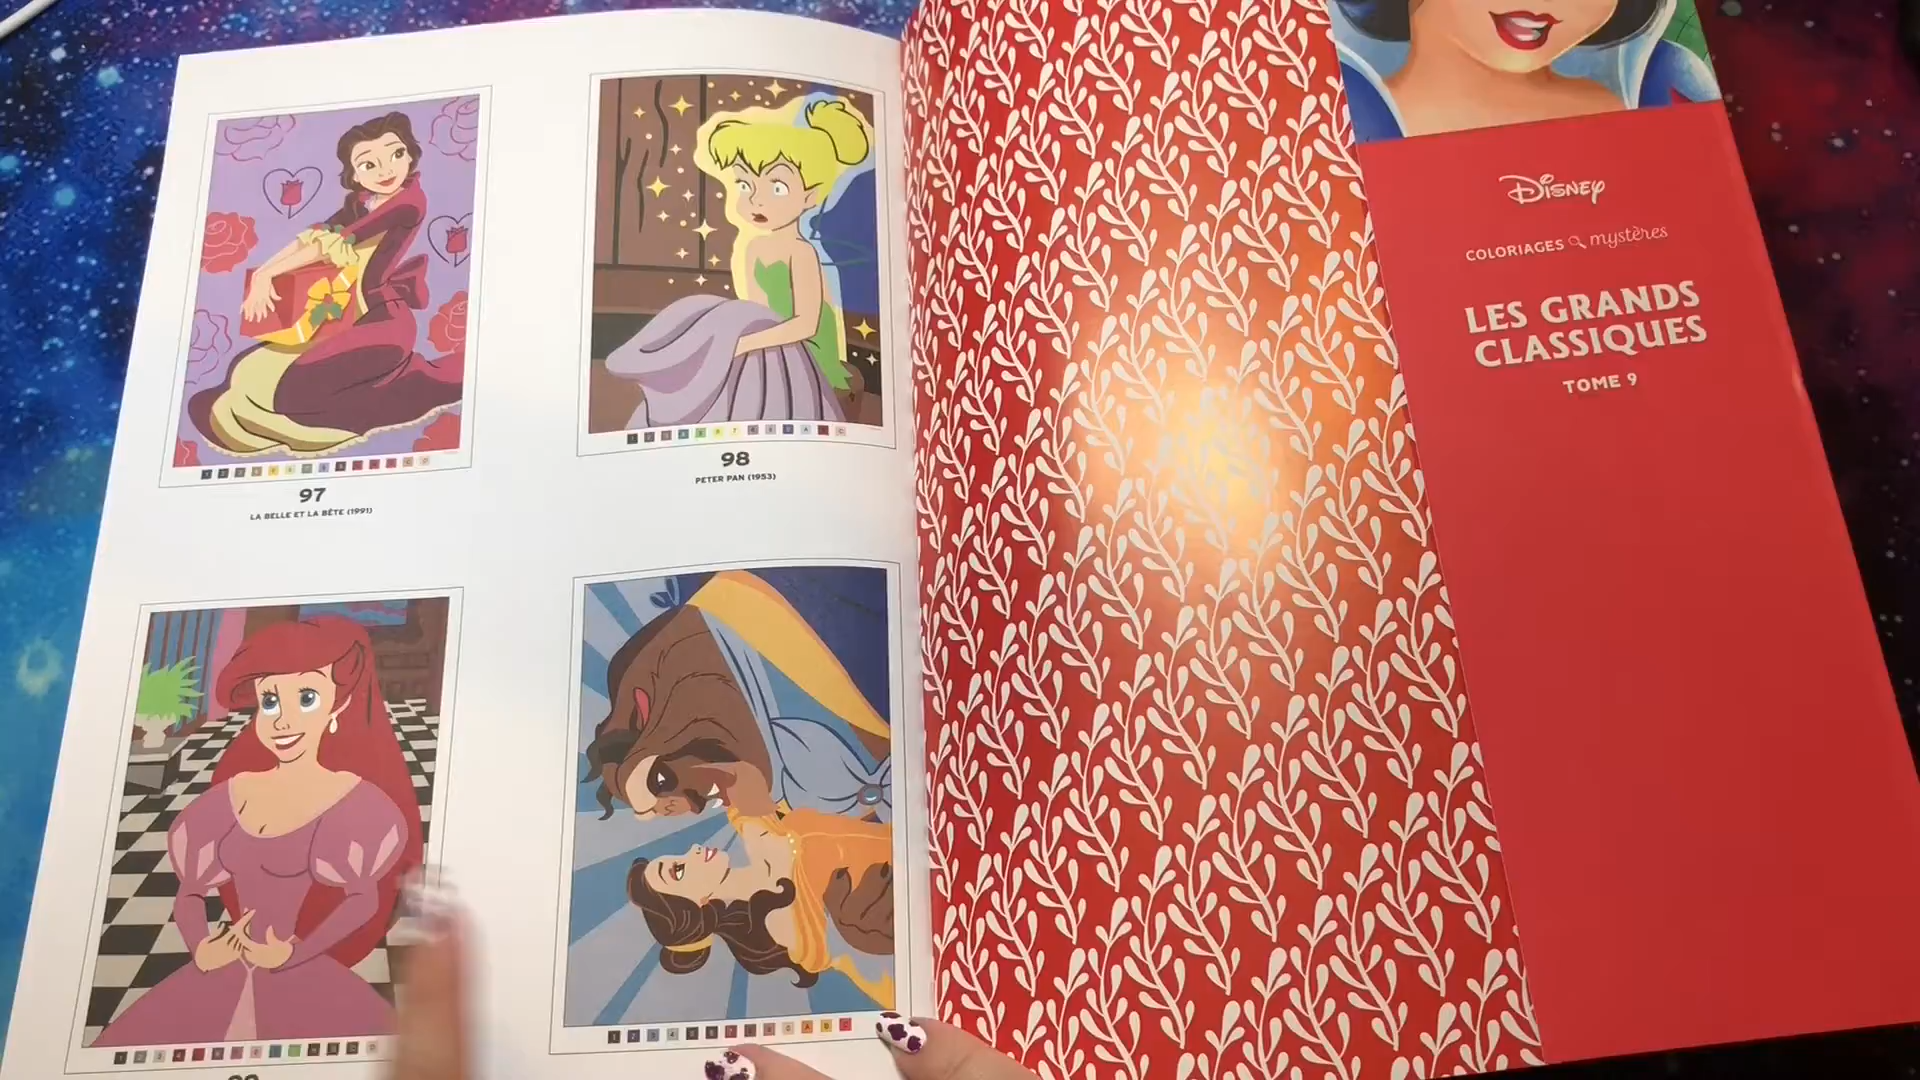 97
LA BELLE ET LA BÊTE (1991)
98
PETER PAN (1953)
DISNEY
COLORIAGES mystères
LES GRANDS
CLASSIQUES
TOME 9